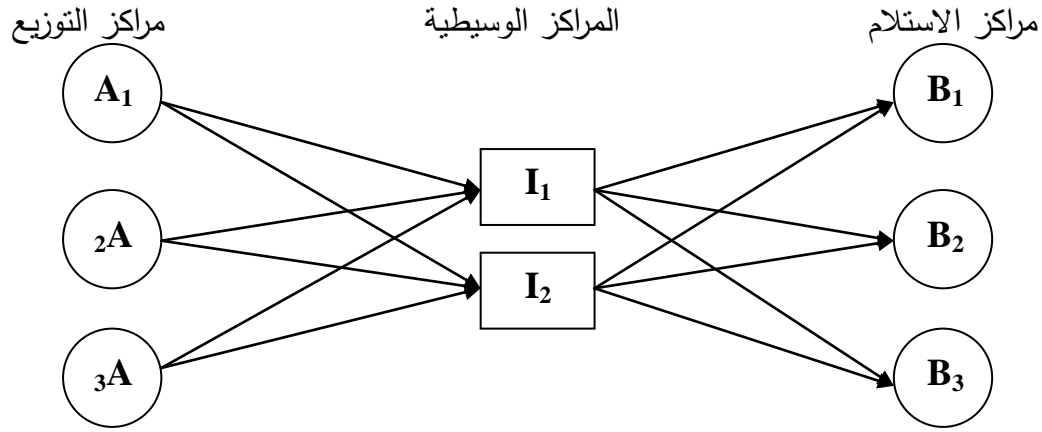 مراكز التوزيع
المراكز الوسيطية
مراكز الاستلام
A₁
B₁
I₁
₂A
B₂
I₂
₃A
B₃